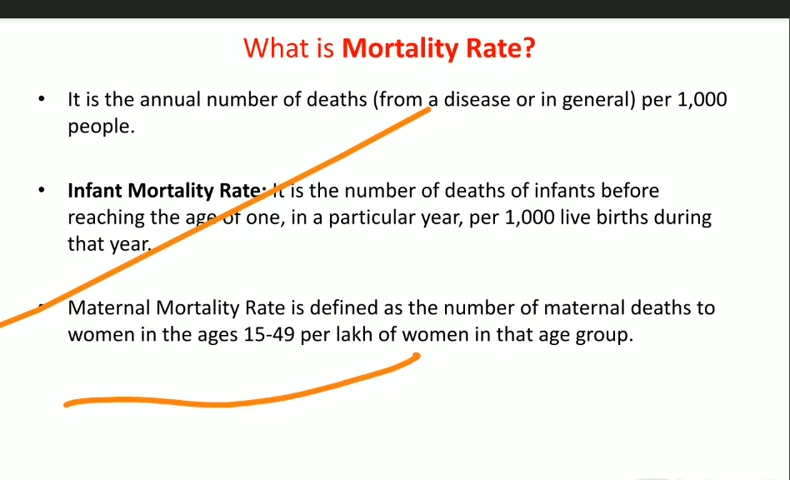 What is Mortality Rate?
• It is the annual number of deaths (from a disease or in general) per 1,000
people.
• Infant Mortality Rate: It is the number of deaths of infants before
reaching the age of one, in a particular year, per 1,000 live births during
that year.
• Maternal Mortality Rate is defined as the number of maternal deaths to
women in the ages 15-49 per lakh of women in that age group.